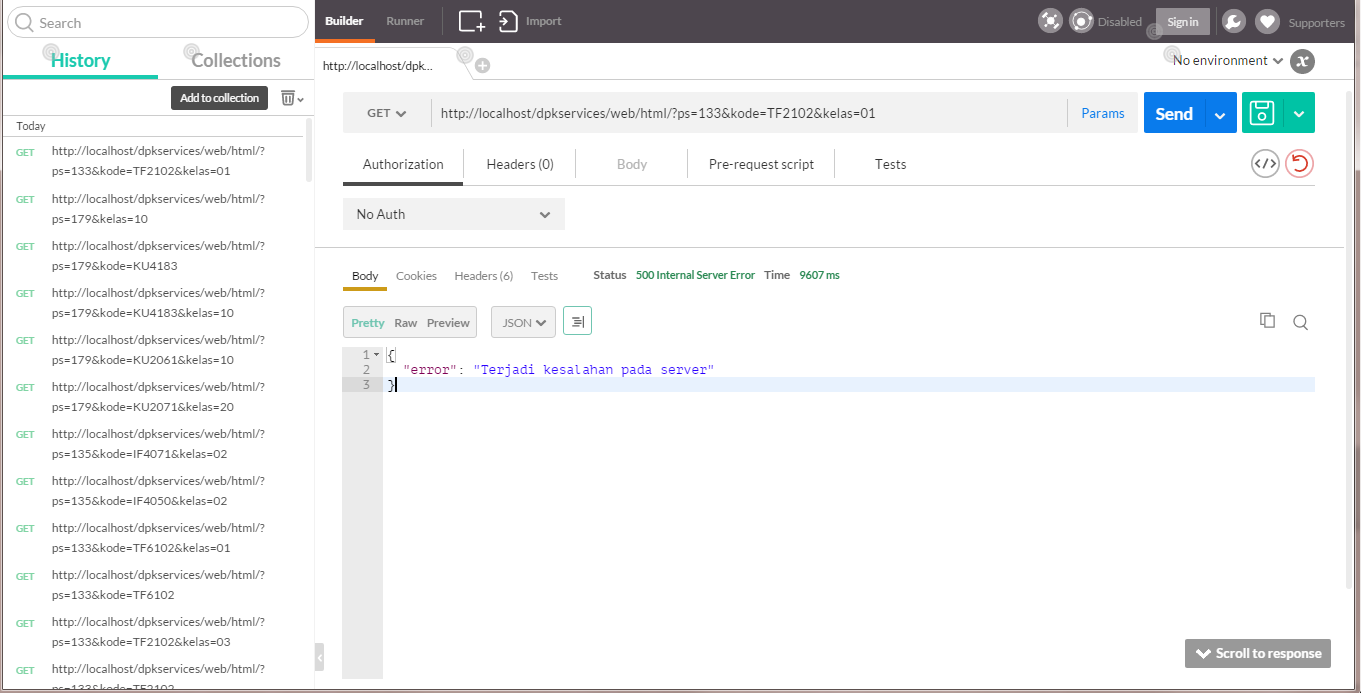 Search
Builder
Runner
Import
Disabled
Sign in
Supporters
History
Collections
http://localhost/dpk...
No environment
x
Add to collection
GET
http://localhost/dpkservices/web/html/?ps=133&kode=TF2102&kelas=01
Params
Send
Today
GET http://localhost/dpkservices/web/html/?
ps=133&kode=TF2102&kelas=01
GET http://localhost/dpkservices/web/html/?
ps=179&kelas=10
GET http://localhost/dpkservices/web/html/?
ps=179&kode=KU4183
GET http://localhost/dpkservices/web/html/?
ps=179&kode=KU4183&kelas=10
GET http://localhost/dpkservices/web/html/?
ps=179&kode=KU2061&kelas=10
GET http://localhost/dpkservices/web/html/?
ps=179&kode=KU2071&kelas=20
GET http://localhost/dpkservices/web/html/?
ps=135&kode=IF4071&kelas=02
GET http://localhost/dpkservices/web/html/?
ps=135&kode=IF4050&kelas=02
GET http://localhost/dpkservices/web/html/?
ps=133&kode=TF6102&kelas=01
GET http://localhost/dpkservices/web/html/?
ps=133&kode=TF6102
GET http://localhost/dpkservices/web/html/?
ps=133&kode=TF2102&kelas=03
GET http://localhost/dpkservices/web/html/?
ps=133&kode=TF2102
Authorization
Headers (0)
Body
Pre-request script
Tests
No Auth
Body
Cookies
Headers (6)
Tests
Status 500 Internal Server Error Time 9607 ms
Pretty Raw Preview
JSON
1 {
2 "error": "Terjadi kesalahan pada server"
3 }
Scroll to response